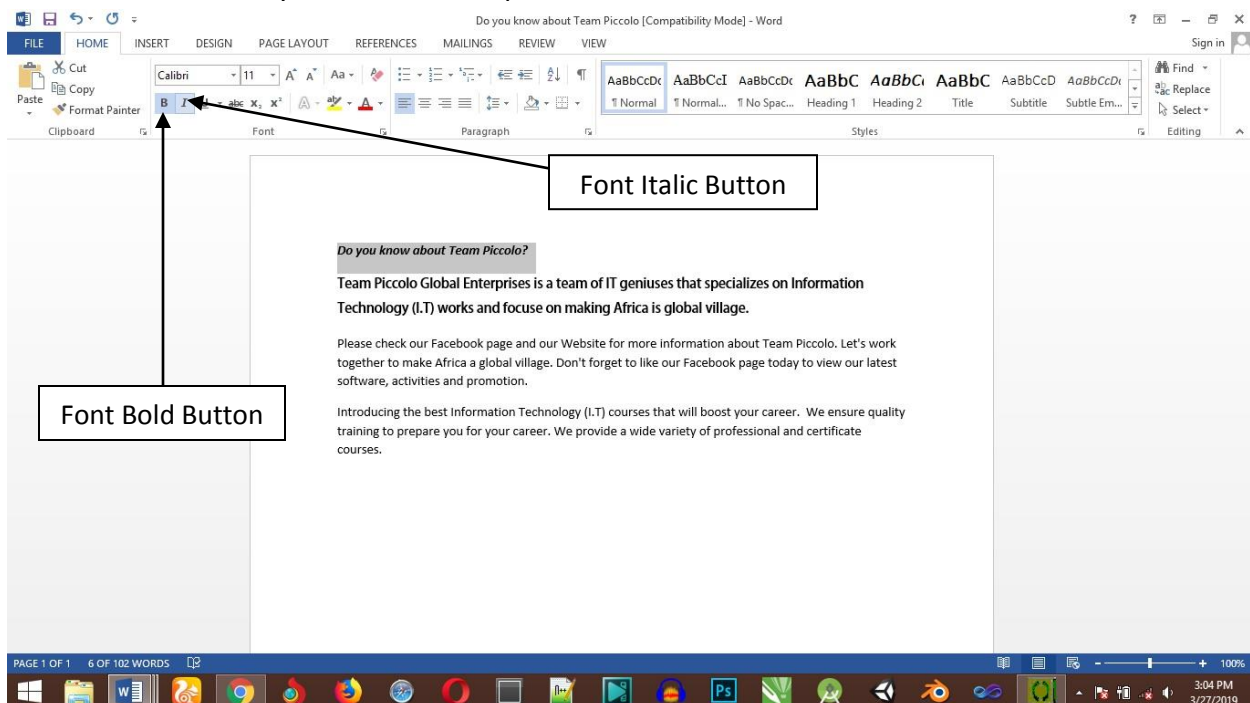 Do you know about Team Piccolo [Compatibility Mode] - Word
FILE HOME INSERT DESIGN PAGE LAYOUT REFERENCES MAILINGS REVIEW VIEW Sign in
Paste
Cut
Copy
Format Painter
Clipboard
Calibri 11 Aa
B I abc X₂ X² A aby A
Font
Paragraph
AaBbCcDc AaBbCcI AaBbCcDc AaBbC AaBbCc AaBbC AaBbCcD AaBbCcDc
¶ Normal ¶ Normal... ¶ No Spac... Heading 1 Heading 2 Title Subtitle Subtle Em...
Styles
Find
Replace
Select
Editing
Font Italic Button
Do you know about Team Piccolo?
Team Piccolo Global Enterprises is a team of IT geniuses that specializes on Information
Technology (I.T) works and focuse on making Africa is global village.
Please check our Facebook page and our Website for more information about Team Piccolo. Let's work
together to make Africa a global village. Don't forget to like our Facebook page today to view our latest
software, activities and promotion.
Font Bold Button
Introducing the best Information Technology (I.T) courses that will boost your career.  We ensure quality
training to prepare you for your career. We provide a wide variety of professional and certificate
courses.
PAGE 1 OF 1 6 OF 102 WORDS 100%
Ps
3:04 PM
3/27/2019